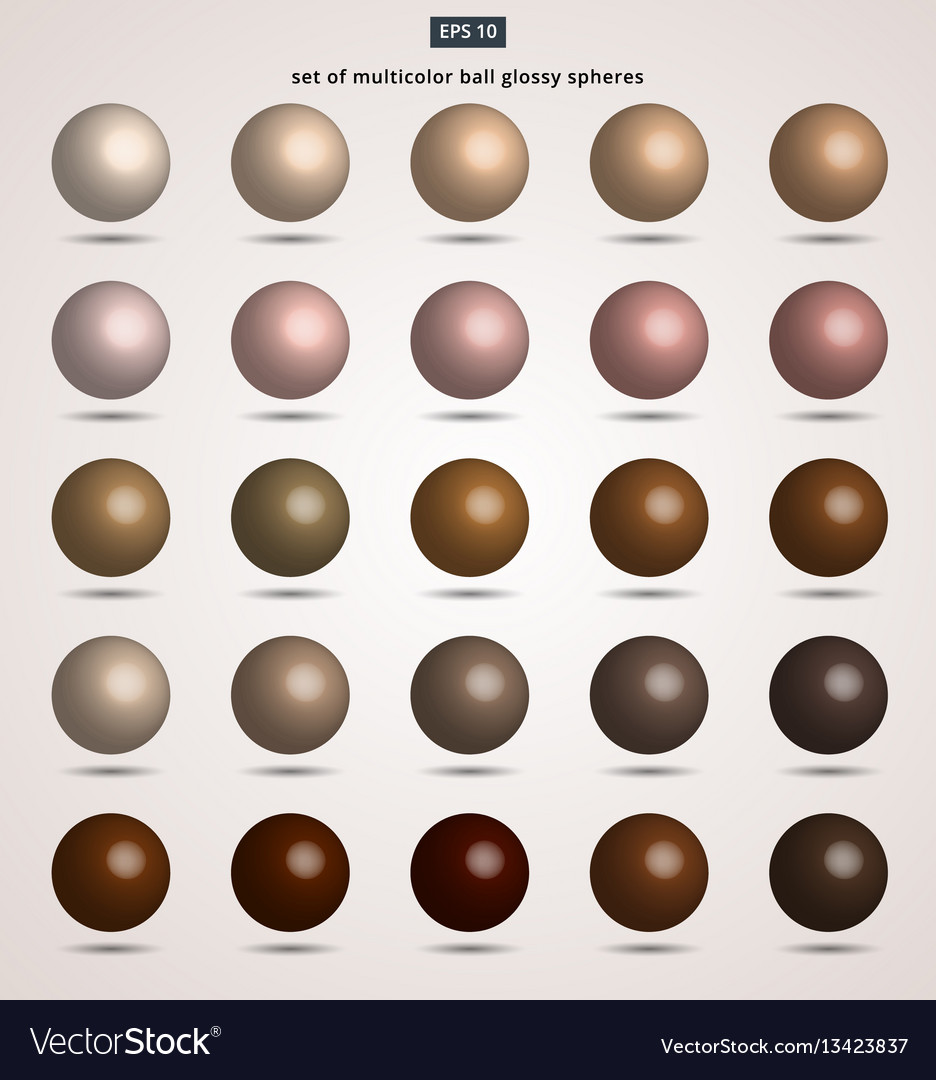 EPS 10
set of multicolor ball glossy spheres
VectorStock®
VectorStock.com/13423837